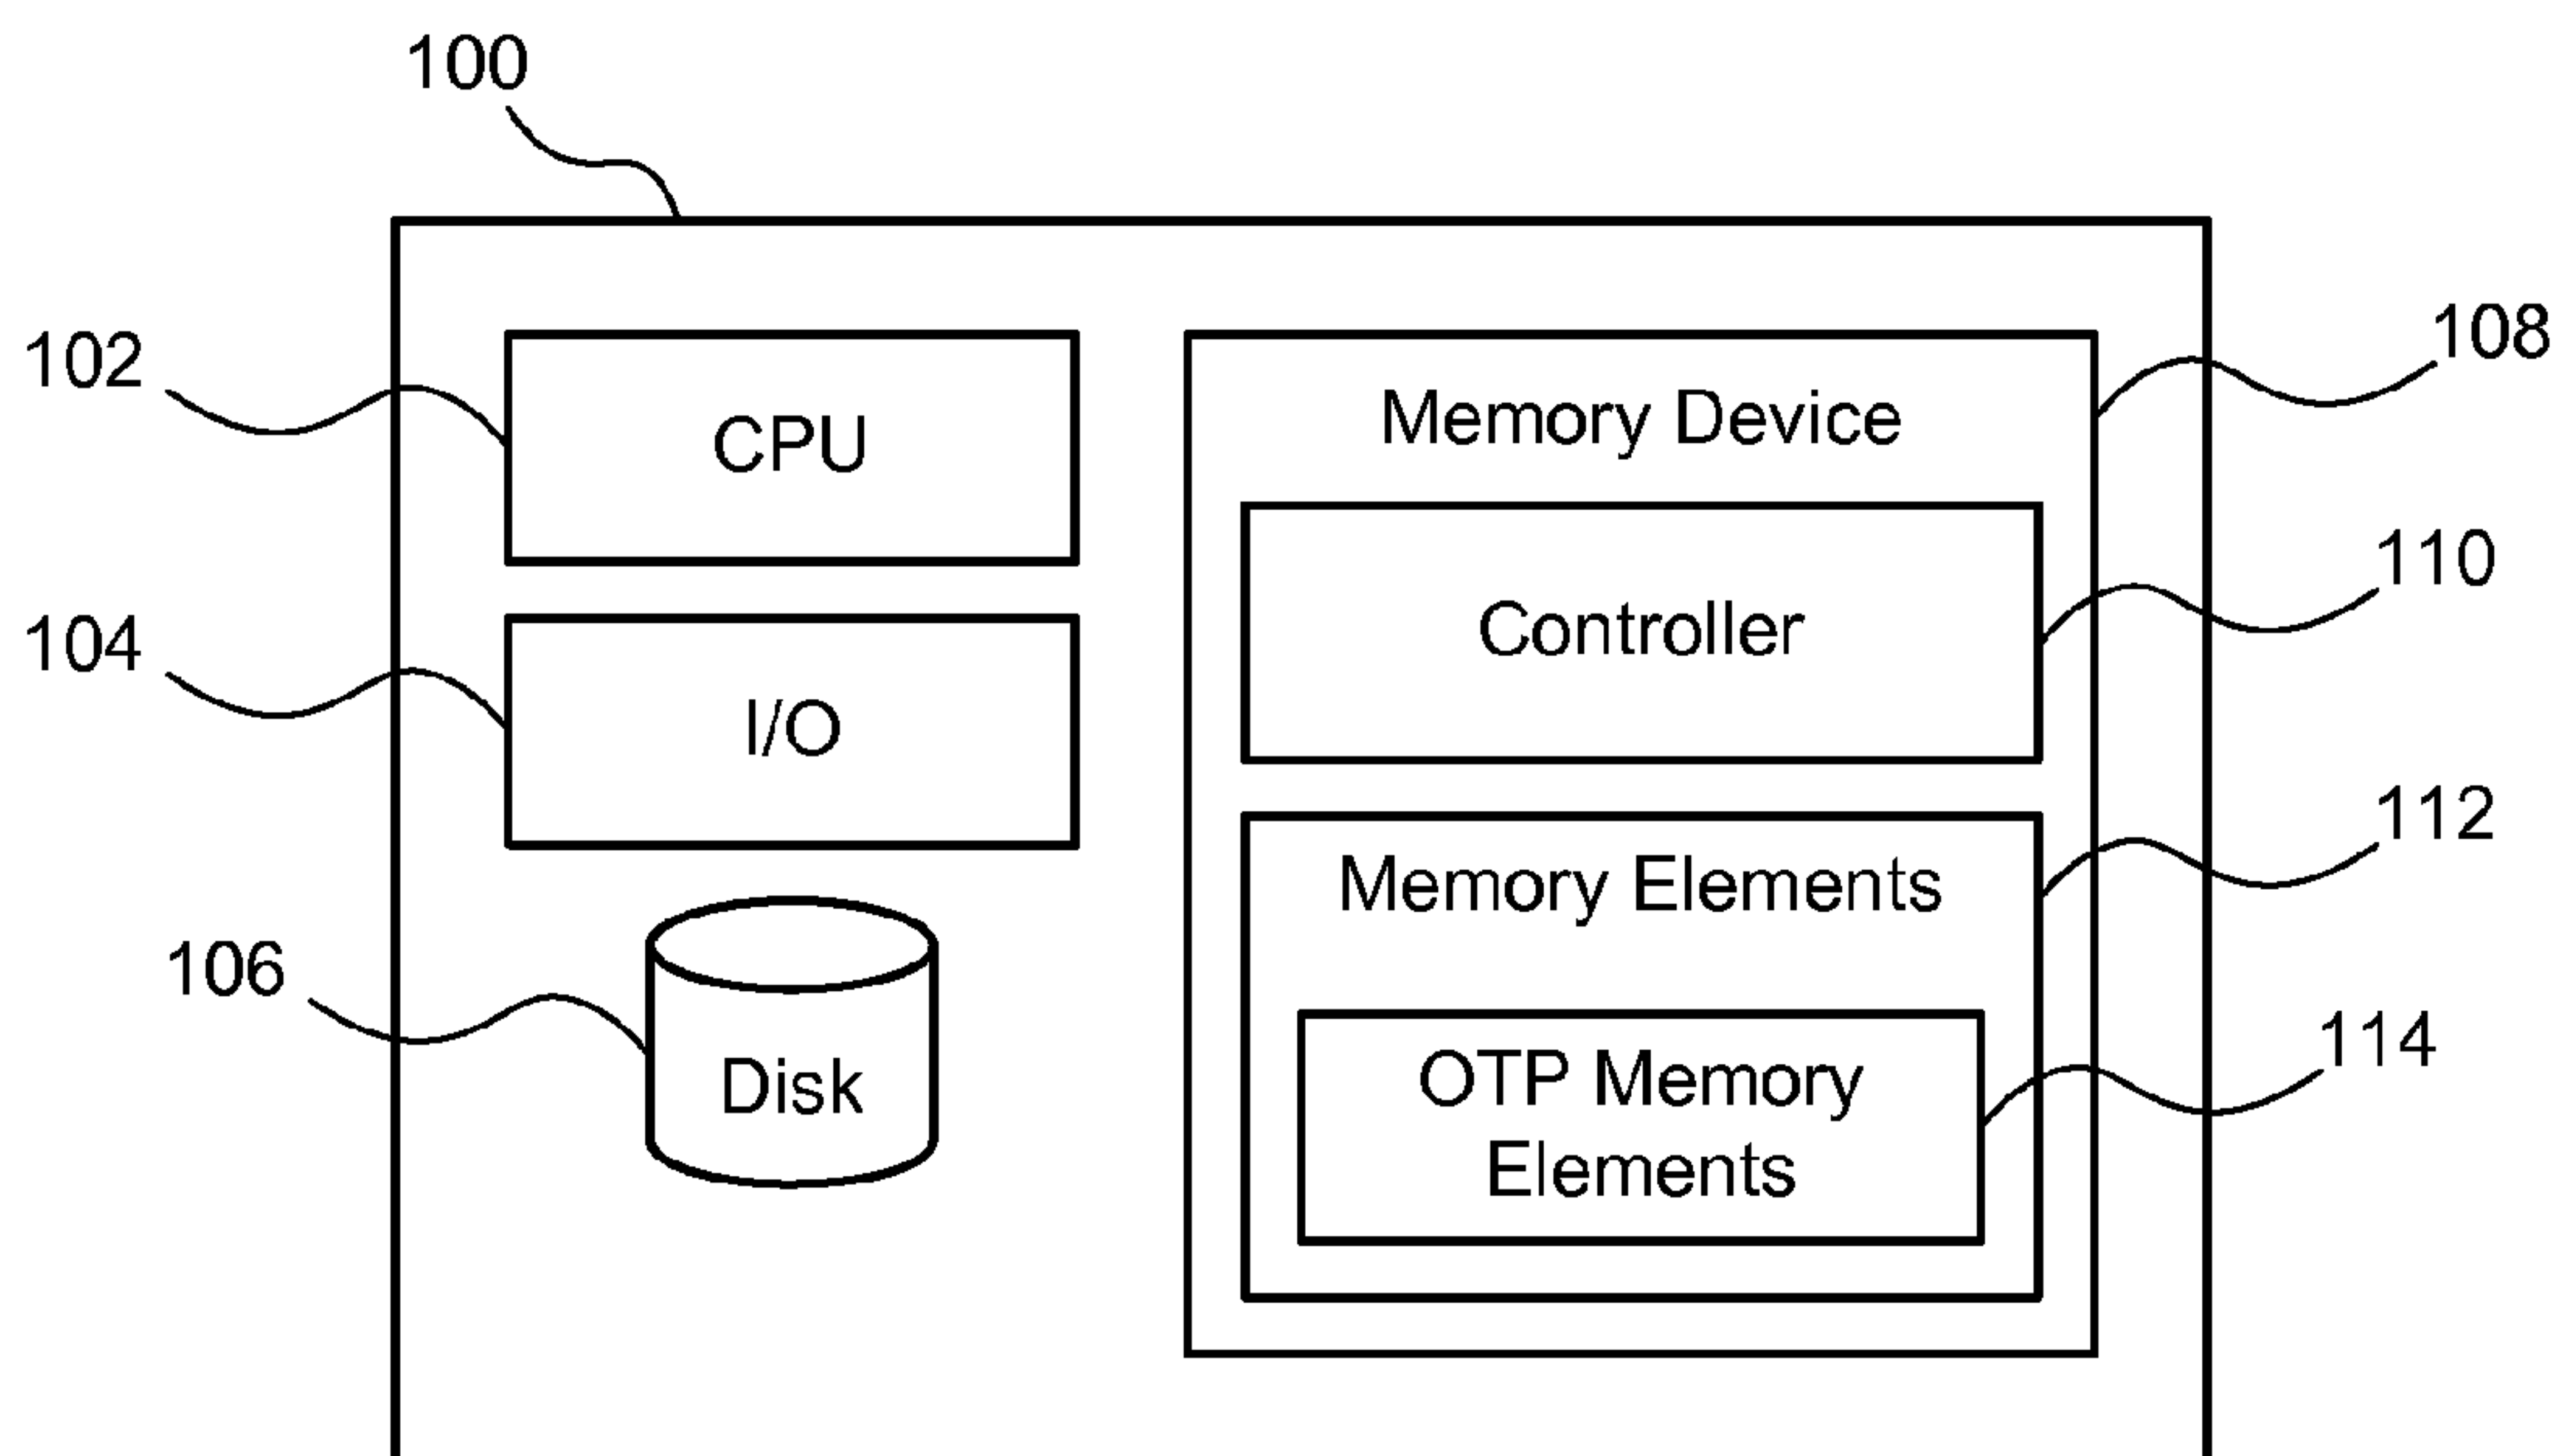 100
102
CPU
104
I/O
106
Disk
Memory Device
108
Controller
110
Memory Elements
112
OTP Memory
Elements
114